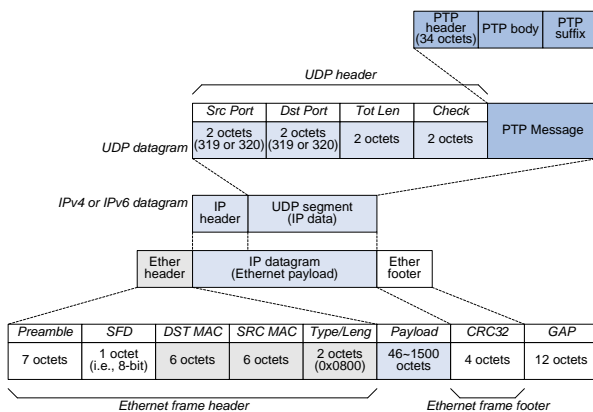 PTP header (34 octets)
PTP body
PTP suffix
UDP header
Src Port
Dst Port
Tot Len
Check
2 octets (319 or 320)
2 octets (319 or 320)
2 octets
2 octets
PTP Message
UDP datagram
IPv4 or IPv6 datagram
IP header
UDP segment (IP data)
Ether header
IP datagram (Ethernet payload)
Ether footer
Preamble
SFD
DST MAC
SRC MAC
Type/Leng
Payload
CRC32
GAP
7 octets
1 octet (i.e., 8-bit)
6 octets
6 octets
2 octets (0x0800)
46~1500 octets
4 octets
12 octets
Ethernet frame header
Ethernet frame footer